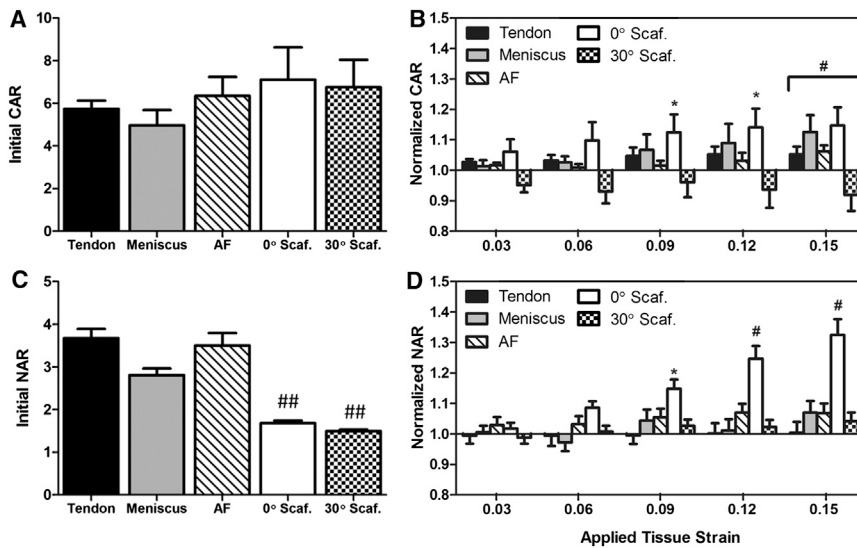 A
Initial CAR
10
8
6
4
2
0
Tendon Meniscus AF 0° Scaf. 30° Scaf.
B
Normalized CAR
1.5
1.4
1.3
1.2
1.1
1.0
0.9
0.8
Tendon 0° Scaf.
Meniscus 30° Scaf.
AF
* * #
0.03 0.06 0.09 0.12 0.15
C
Initial NAR
5
4
3
2
1
0
## ##
Tendon Meniscus AF 0° Scaf. 30° Scaf.
D
Normalized NAR
1.5
1.4
1.3
1.2
1.1
1.0
0.9
0.8
Tendon 0° Scaf.
Meniscus 30° Scaf.
AF
* # #
0.03 0.06 0.09 0.12 0.15
Applied Tissue Strain